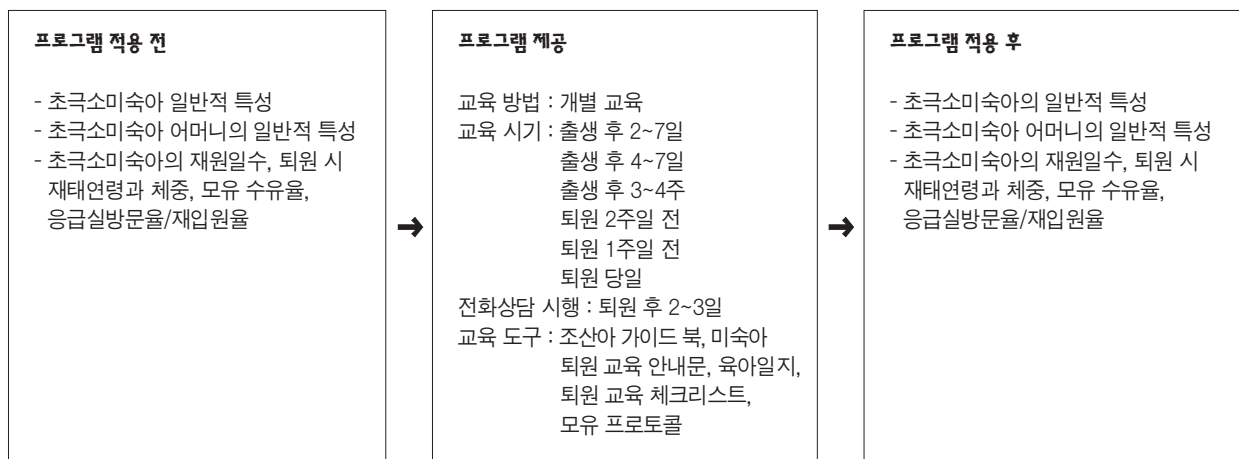 프로그램 적용 전
- 초극소미숙아 일반적 특성
- 초극소미숙아 어머니의 일반적 특성
- 초극소미숙아의 재원일수, 퇴원 시
재태연령과 체중, 모유 수유율,
응급실방문율/재입원율
➞
프로그램 제공
교육 방법 : 개별 교육
교육 시기 : 출생 후 2~7일
출생 후 4~7일
출생 후 3~4주
퇴원 2주일 전
퇴원 1주일 전
퇴원 당일
전화상담 시행 : 퇴원 후 2~3일
교육 도구 : 조산아 가이드 북, 미숙아
퇴원 교육 안내문, 육아일지,
퇴원 교육 체크리스트,
모유 프로토콜
➞
프로그램 적용 후
- 초극소미숙아의 일반적 특성
- 초극소미숙아 어머니의 일반적 특성
- 초극소미숙아의 재원일수, 퇴원 시
재태연령과 체중, 모유 수유율,
응급실방문율/재입원율